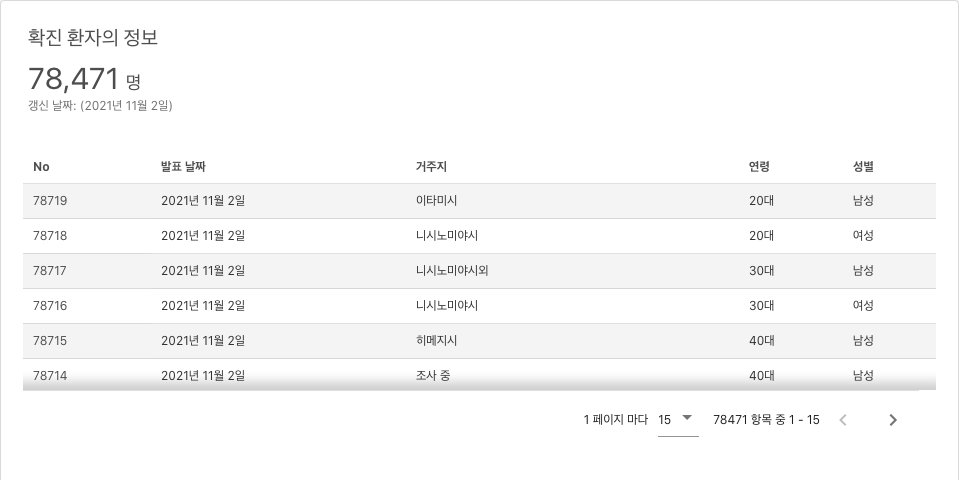 확진 환자의 정보
78,471 명
갱신 날짜: (2021년 11월 2일)
No 발표 날짜 거주지 연령 성별
78719 2021년 11월 2일 이타미시 20대 남성
78718 2021년 11월 2일 니시노미야시 20대 여성
78717 2021년 11월 2일 니시노미야시외 30대 남성
78716 2021년 11월 2일 니시노미야시 30대 여성
78715 2021년 11월 2일 히메지시 40대 남성
78714 2021년 11월 2일 조사 중 40대 남성
1 페이지 마다 15 78471 항목 중 1 - 15